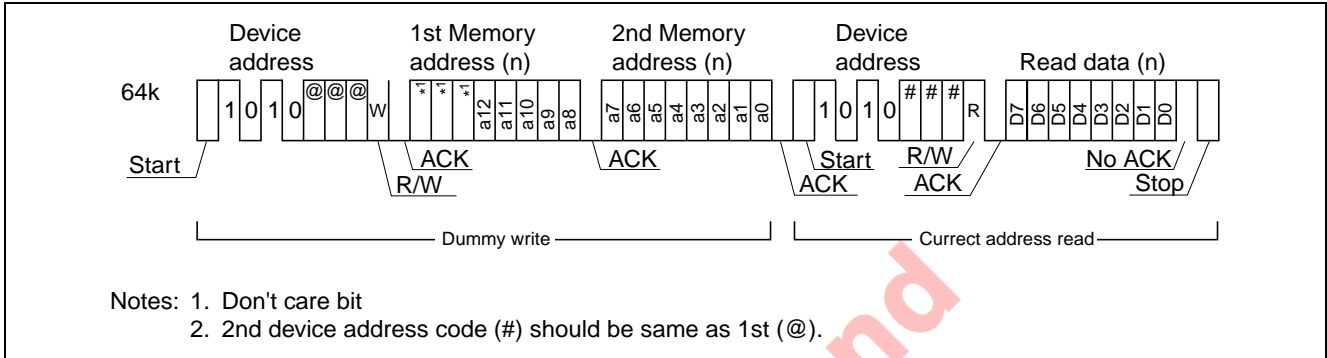 Device address
1st Memory address (n)
2nd Memory address (n)
Device address
Read data (n)
64k
1 0 1 0 @ @ @ W
*1 *1 *1 a12 a11 a10 a9 a8
a7 a6 a5 a4 a3 a2 a1 a0
1 0 1 0 # # # R
D7 D6 D5 D4 D3 D2 D1 D0
Start
R/W
ACK
ACK
ACK
Start
R/W
ACK
No ACK
Stop
Dummy write
Currect address read
Notes: 1. Don't care bit
2. 2nd device address code (#) should be same as 1st (@).